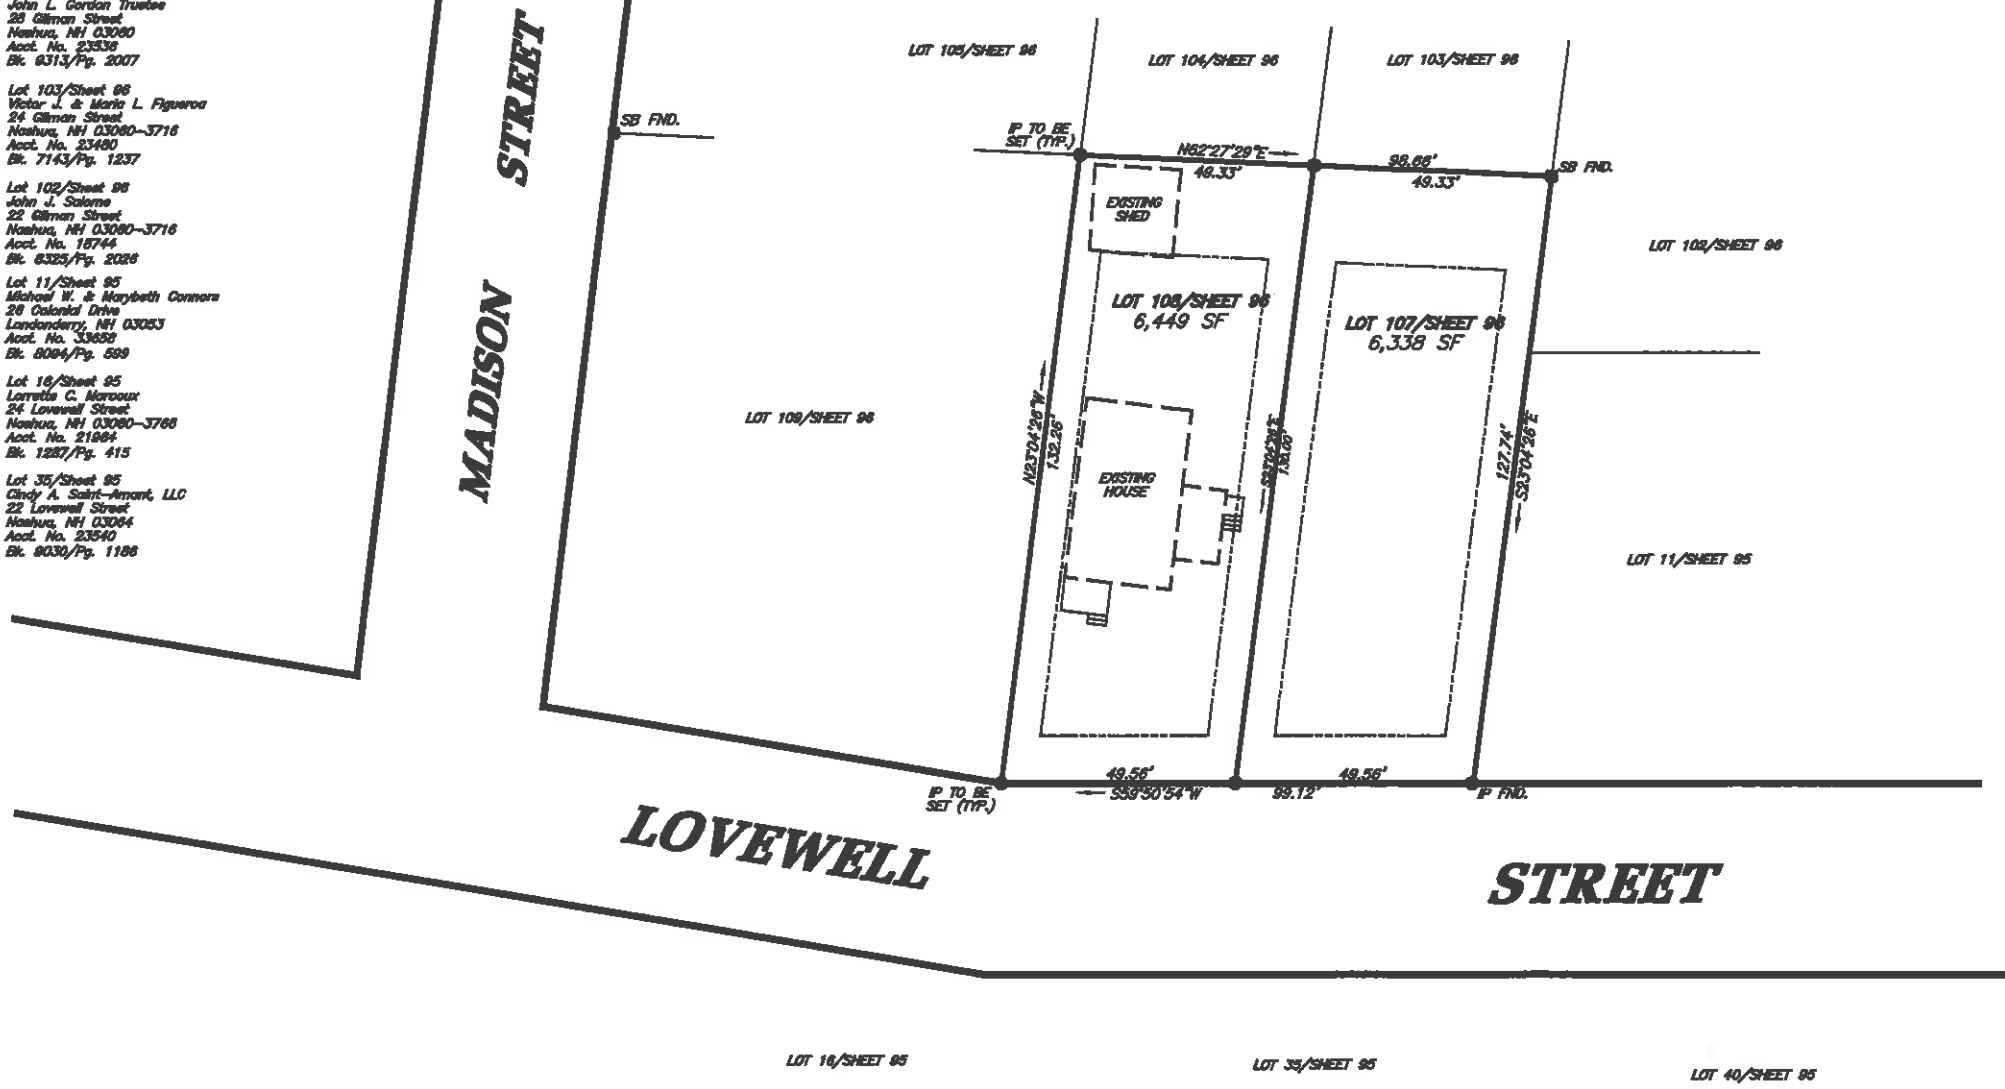 John L. Gordon Trustee
28 Gilman Street
Nashua, NH 03060
Acct. No. 23536
Bk. 9313/Pg. 2007
Lot 103/Sheet 96
Victor J. & Maria L. Figueroa
24 Gilman Street
Nashua, NH 03060-3716
Acct. No. 23480
Bk. 7143/Pg. 1237
Lot 102/Sheet 96
John J. Salome
22 Gilman Street
Nashua, NH 03060-3716
Acct. No. 18744
Bk. 8325/Pg. 2026
Lot 11/Sheet 95
Michael W. & Marybeth Connors
26 Colonial Drive
Londonderry, NH 03053
Acct. No. 33658
Bk. 8094/Pg. 599
Lot 16/Sheet 95
Lorretta C. Marcoux
24 Lovewell Street
Nashua, NH 03060-3766
Acct. No. 21984
Bk. 1287/Pg. 415
Lot 35/Sheet 95
Cindy A. Saint-Amant, LLC
22 Lovewell Street
Nashua, NH 03064
Acct. No. 23540
Bk. 9030/Pg. 1186
MADISON STREET
SB FND.
LOT 105/SHEET 96
LOT 104/SHEET 96
LOT 103/SHEET 96
IP TO BE
SET (TYP.)
N62°27'29"E
98.66'
49.33'
49.33'
SB FND.
EXISTING
SHED
LOT 102/SHEET 96
LOT 108/SHEET 96
6,449 SF
LOT 107/SHEET 96
6,338 SF
LOT 109/SHEET 96
N23°04'26"W
132.26'
S23°04'26"E
130.00'
127.74'
S23°04'26"E
EXISTING
HOUSE
LOT 11/SHEET 95
49.56'
49.56'
IP TO BE
SET (TYP.)
S59°50'54"W
99.12'
IP FND.
LOVEWELL STREET
LOT 16/SHEET 95
LOT 35/SHEET 95
LOT 40/SHEET 95